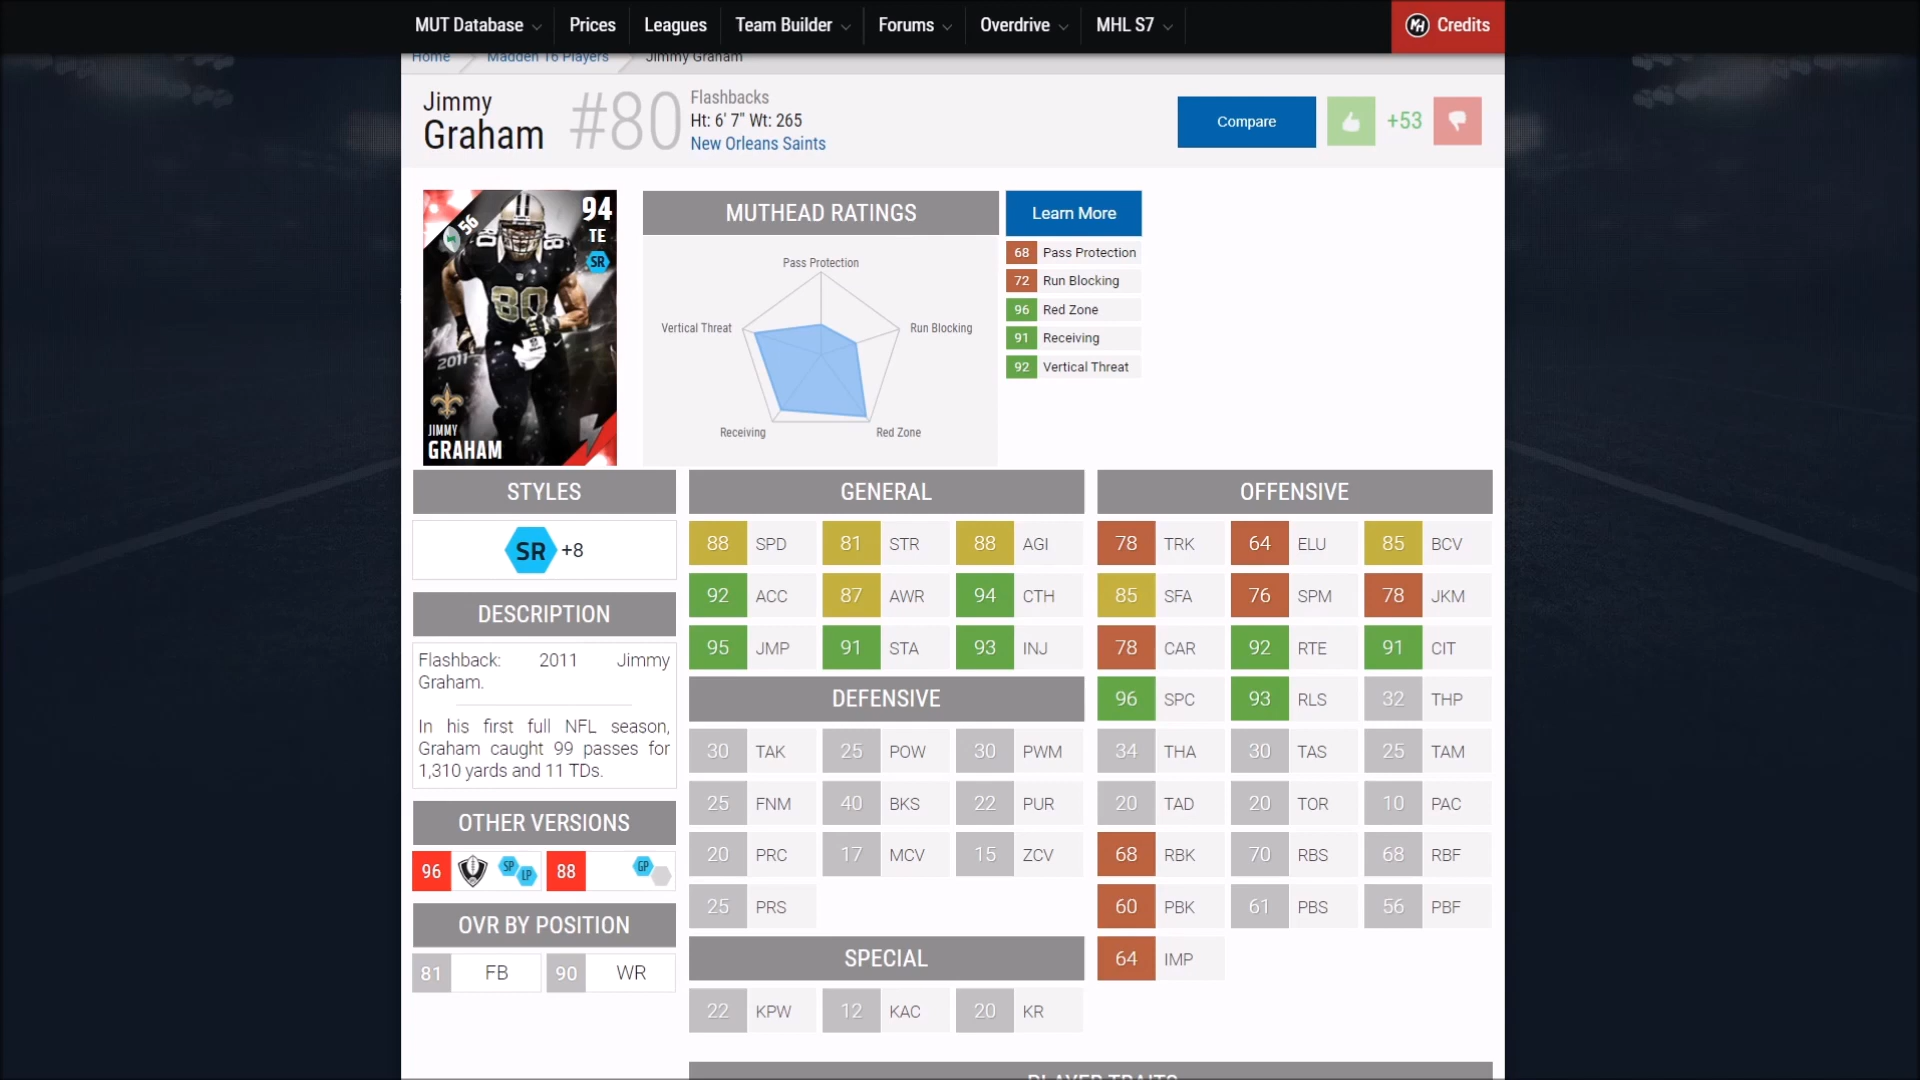 MUT Database
Prices
Leagues
Team Builder
Forums
Overdrive
MHL S7
Credits
Home
Madden 16 Players
Jimmy Graham
Jimmy
Graham
#80
Flashbacks
Ht: 6' 7" Wt: 265
New Orleans Saints
Compare
+53
56
94
TE
SR
80
2011
JIMMY
GRAHAM
MUTHEAD RATINGS
Pass Protection
Vertical Threat
Run Blocking
Receiving
Red Zone
Learn More
68 Pass Protection
72 Run Blocking
96 Red Zone
91 Receiving
92 Vertical Threat
STYLES
SR +8
DESCRIPTION
Flashback: 2011 Jimmy
Graham.
In his first full NFL season,
Graham caught 99 passes for
1,310 yards and 11 TDs.
OTHER VERSIONS
96 SP LP 88 GP
OVR BY POSITION
81 FB 90 WR
GENERAL
88 SPD 81 STR 88 AGI
92 ACC 87 AWR 94 CTH
95 JMP 91 STA 93 INJ
DEFENSIVE
30 TAK 25 POW 30 PWM
25 FNM 40 BKS 22 PUR
20 PRC 17 MCV 15 ZCV
25 PRS
SPECIAL
22 KPW 12 KAC 20 KR
OFFENSIVE
78 TRK 64 ELU 85 BCV
85 SFA 76 SPM 78 JKM
78 CAR 92 RTE 91 CIT
96 SPC 93 RLS 32 THP
34 THA 30 TAS 25 TAM
20 TAD 20 TOR 10 PAC
68 RBK 70 RBS 68 RBF
60 PBK 61 PBS 56 PBF
64 IMP
PLAYER TRAITS